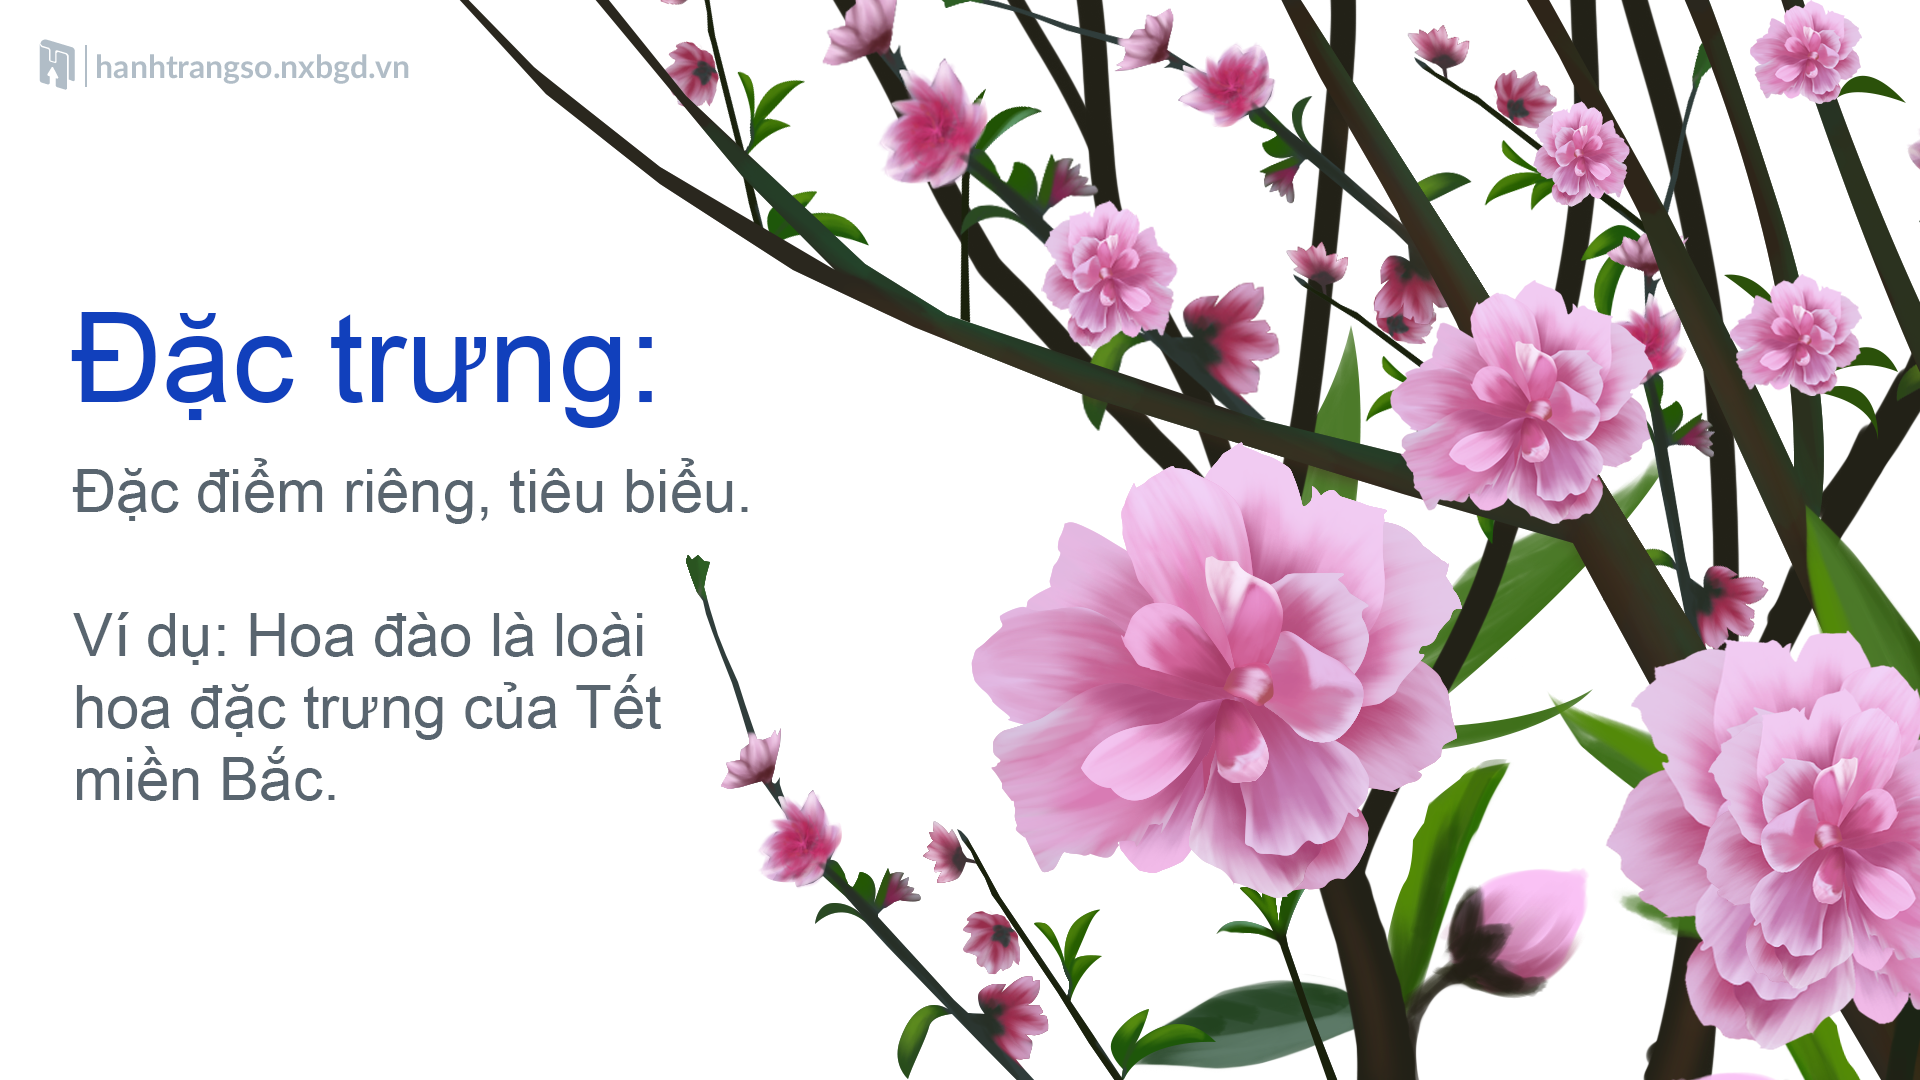 hanhtrangso.nxbgd.vn
Đặc trưng:
Đặc điểm riêng, tiêu biểu.
Ví dụ: Hoa đào là loài
hoa đặc trưng của Tết
miền Bắc.